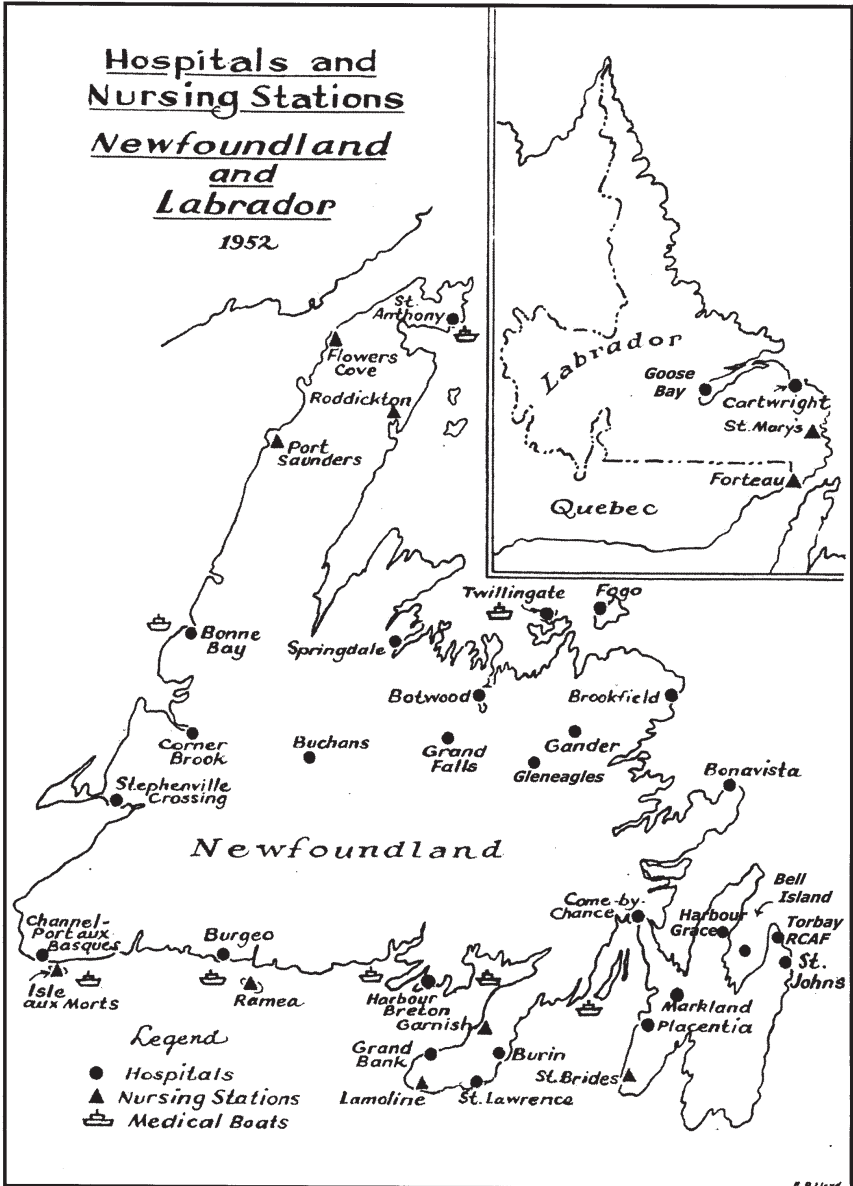 Hospitals and
Nursing Stations
Newfoundland
and
Labrador
1952
St.
Anthony
Flowers
Cove
Roddickton
Port
Saunders
Labrador
Goose
Bay
Cartwright
St. Marys
Forteau
Quebec
Twillingate
Fogo
Bonne
Bay
Springdale
Botwood
Brookfield
Corner
Brook
Buchans
Grand
Falls
Gander
Gleneagles
Stephenville
Crossing
Bonavista
Newfoundland
Bell
Island
Come-by-
Chance
Harbour
Grace
Torbay
RCAF
St.
John's
Channel-
Port aux
Basques
Burgeo
Isle
aux Morts
Ramea
Harbour
Breton
Garnish
Markland
Placentia
Grand
Bank
Burin
St. Brides
Lamoline
St. Lawrence
Legend
Hospitals
Nursing Stations
Medical Boats